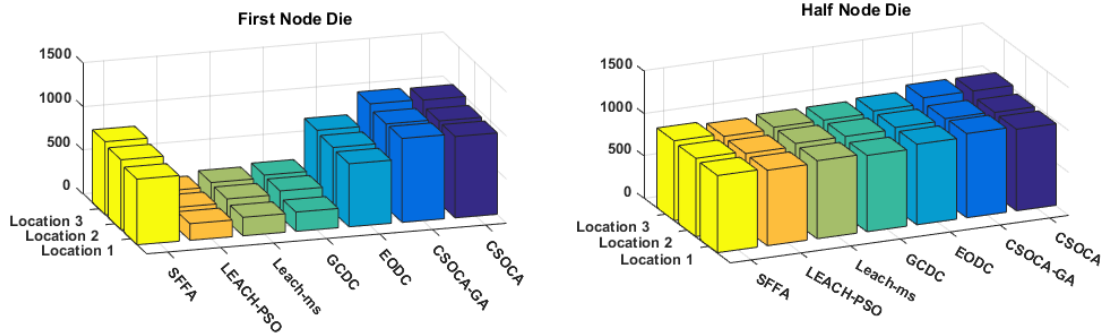 First Node Die
1500
1000
500
0
Location 3
Location 2
Location 1
SFFA
LEACH-PSO
Leach-ms
GCDC
EODC
CSOCA-GA
CSOCA
Half Node Die
1500
1000
500
0
Location 3
Location 2
Location 1
SFFA
LEACH-PSO
Leach-ms
GCDC
EODC
CSOCA-GA
CSOCA